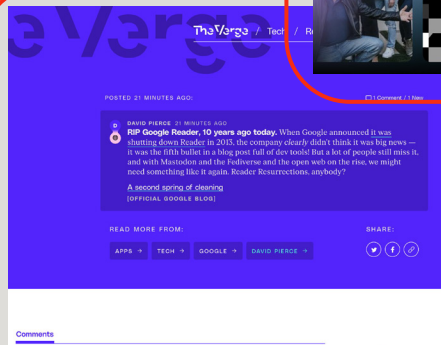 e Verge
The Verge / Tech / R
POSTED 21 MINUTES AGO:
1 Comment / 1 New
D
DAVID PIERCE 21 MINUTES AGO
RIP Google Reader, 10 years ago today. When Google announced it was
shutting down Reader in 2013, the company clearly didn't think it was big news —
it was the fifth bullet in a blog post full of dev tools! But a lot of people still miss it,
and with Mastodon and the Fediverse and the open web on the rise, we might
need something like it again. Reader Resurrections, anybody?
A second spring of cleaning
[OFFICIAL GOOGLE BLOG]
READ MORE FROM:
SHARE:
APPS →
TECH →
GOOGLE →
DAVID PIERCE →
Comments